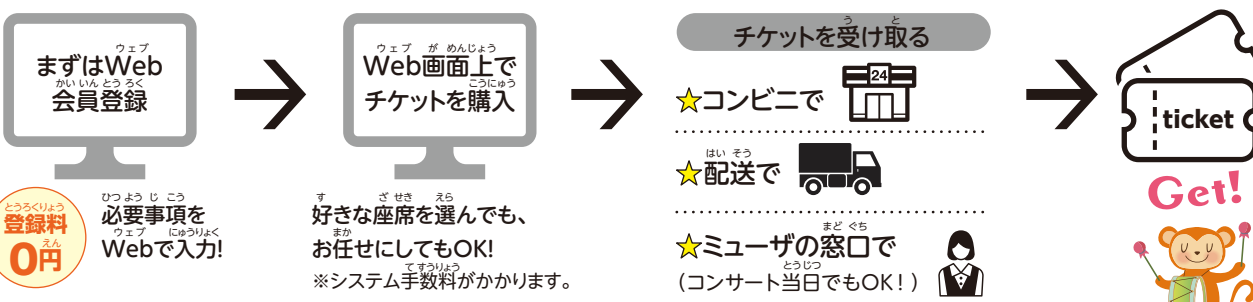 まずはWeb
会員登録
登録料
0円
必要事項を
Webで入力!
Web画面上で
チケットを購入
好きな座席を選んでも、
お任せにしてもOK!
※システム手数料がかかります。
チケットを受け取る
☆コンビニで
24
☆配送で
☆ミューザの窓口で
(コンサート当日でもOK!)
ticket
Get!